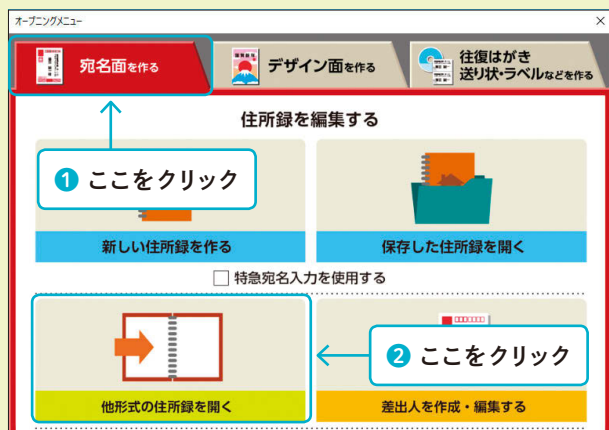 オープニングメニュー
宛名面を作る
デザイン面を作る
往復はがき
送り状・ラベルなどを作る
住所録を編集する
❶ ここをクリック
新しい住所録を作る
保存した住所録を開く
特急宛名入力を使用する
❷ ここをクリック
他形式の住所録を開く
差出人を作成・編集する